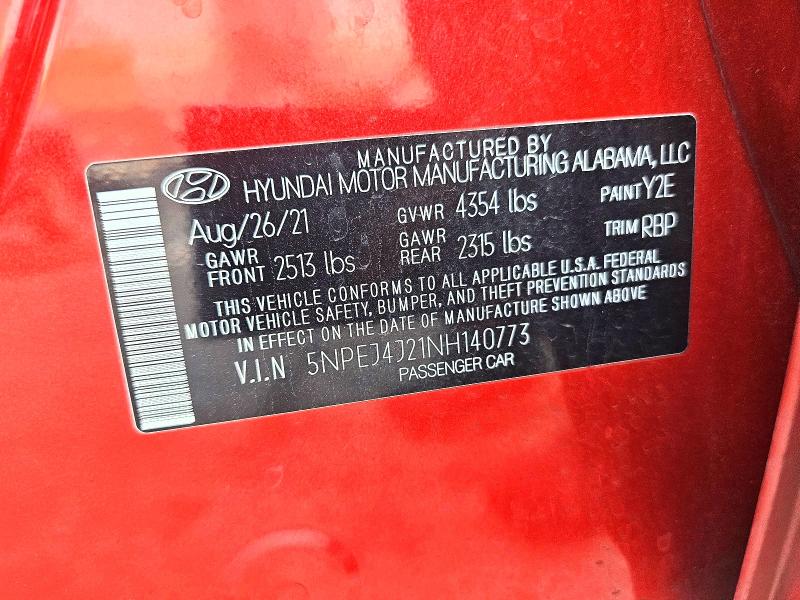 MANUFACTURED BY
HYUNDAI MOTOR MANUFACTURING ALABAMA, LLC
Aug/26/21 GVWR 4354 lbs PAINT Y2E
GAWR FRONT 2513 lbs GAWR REAR 2315 lbs TRIM RBP
THIS VEHICLE CONFORMS TO ALL APPLICABLE U.S.A. FEDERAL
MOTOR VEHICLE SAFETY, BUMPER, AND THEFT PREVENTION STANDARDS
IN EFFECT ON THE DATE OF MANUFACTURE SHOWN ABOVE
V.I.N 5NPEJ4J21NH140773
PASSENGER CAR